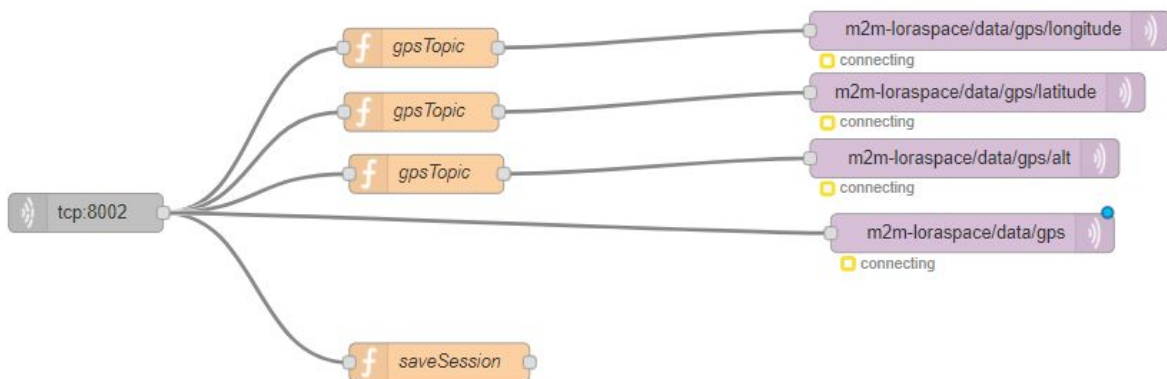 gpsTopic
m2m-loraspace/data/gps/longitude
connecting
gpsTopic
m2m-loraspace/data/gps/latitude
connecting
gpsTopic
m2m-loraspace/data/gps/alt
connecting
tcp:8002
m2m-loraspace/data/gps
connecting
saveSession